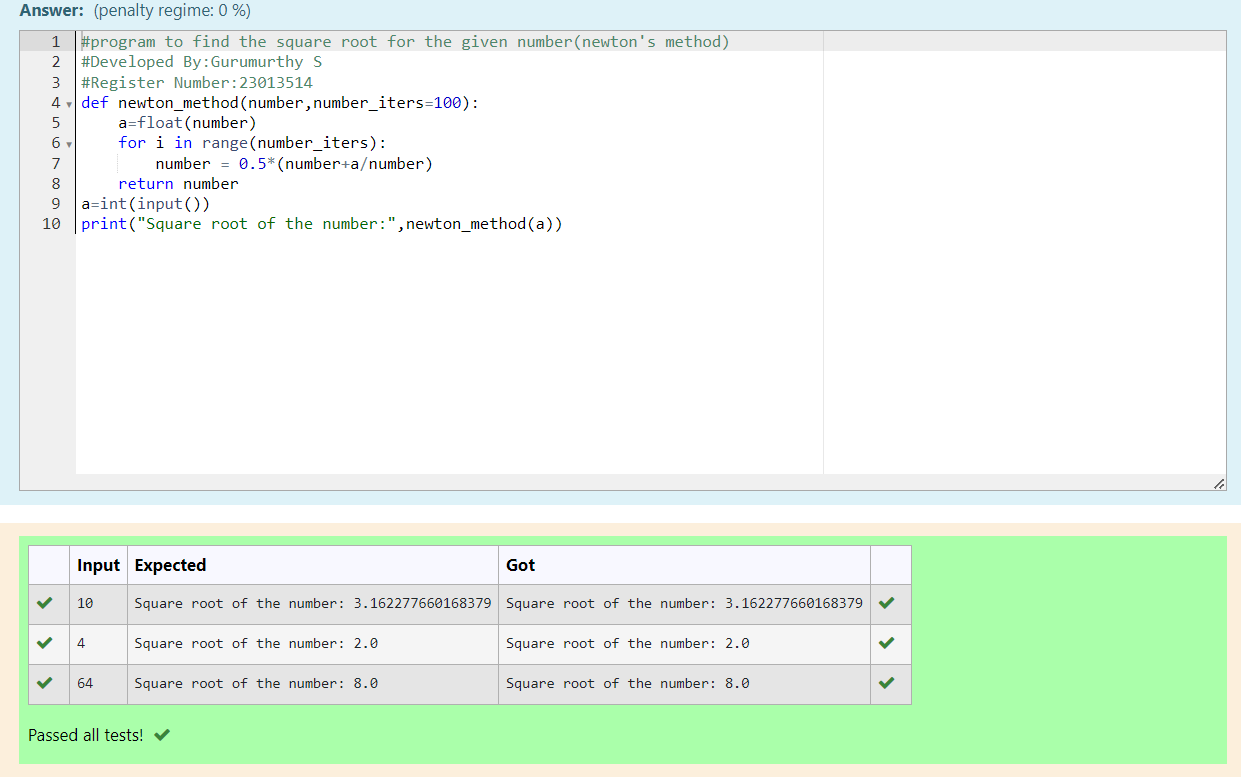 Answer: (penalty regime: 0 %)
1 #program to find the square root for the given number(newton's method)
2 #Developed By:Gurumurthy S
3 #Register Number:23013514
4 def newton_method(number,number_iters=100):
5     a=float(number)
6     for i in range(number_iters):
7         number = 0.5*(number+a/number)
8     return number
9 a=int(input())
10 print("Square root of the number:",newton_method(a))
Input Expected Got
10 Square root of the number: 3.162277660168379 Square root of the number: 3.162277660168379
4 Square root of the number: 2.0 Square root of the number: 2.0
64 Square root of the number: 8.0 Square root of the number: 8.0
Passed all tests!